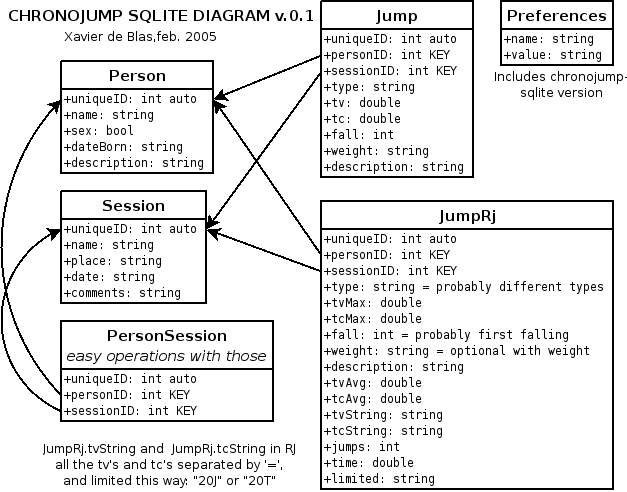 CHRONOJUMP SQLITE DIAGRAM v.0.1
Xavier de Blas,feb. 2005
Person
+uniqueID: int auto
+name: string
+sex: bool
+dateBorn: string
+description: string
Session
+uniqueID: int auto
+name: string
+place: string
+date: string
+comments: string
PersonSession
easy operations with those
+uniqueID: int auto
+personID: int KEY
+sessionID: int KEY
JumpRj.tvString and JumpRj.tcString in RJ
all the tv's and tc's separated by '=',
and limited this way: "20J" or "20T"
Jump
+uniqueID: int auto
+personID: int KEY
+sessionID: int KEY
+type: string
+tv: double
+tc: double
+fall: int
+weight: string
+description: string
Preferences
+name: string
+value: string
Includes chronojump-
sqlite version
JumpRj
+uniqueID: int auto
+personID: int KEY
+sessionID: int KEY
+type: string = probably different types
+tvMax: double
+tcMax: double
+fall: int = probably first falling
+weight: string = optional with weight
+description: string
+tvAvg: double
+tcAvg: double
+tvString: string
+tcString: string
+jumps: int
+time: double
+limited: string